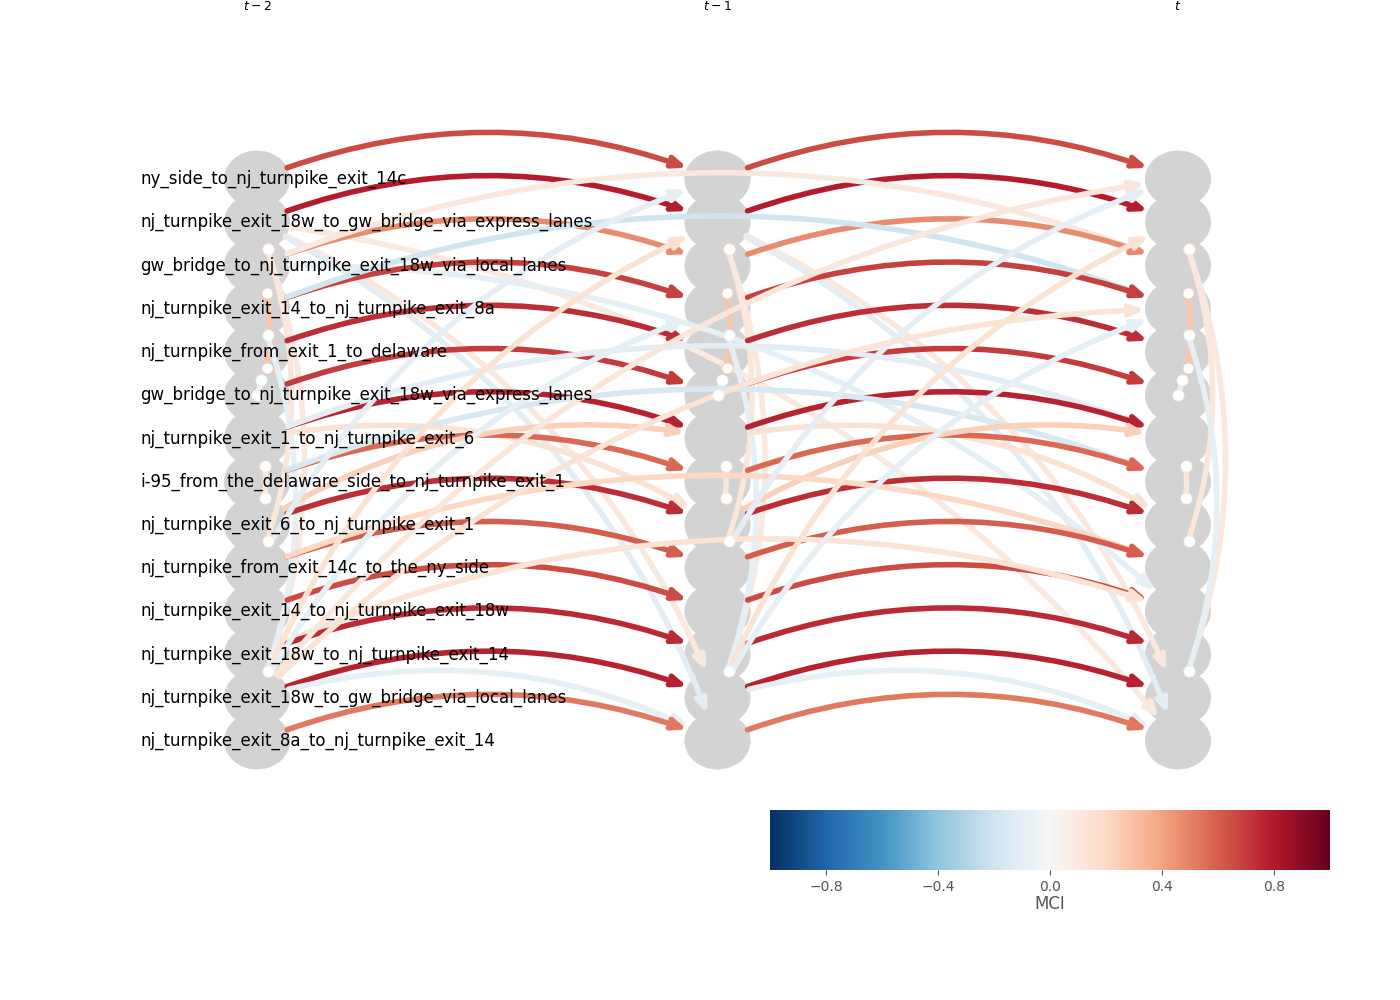 t − 2
t − 1
t
ny_side_to_nj_turnpike_exit_14c
nj_turnpike_exit_18w_to_gw_bridge_via_express_lanes
gw_bridge_to_nj_turnpike_exit_18w_via_local_lanes
nj_turnpike_exit_14_to_nj_turnpike_exit_8a
nj_turnpike_from_exit_1_to_delaware
gw_bridge_to_nj_turnpike_exit_18w_via_express_lanes
nj_turnpike_exit_1_to_nj_turnpike_exit_6
i-95_from_the_delaware_side_to_nj_turnpike_exit_1
nj_turnpike_exit_6_to_nj_turnpike_exit_1
nj_turnpike_from_exit_14c_to_the_ny_side
nj_turnpike_exit_14_to_nj_turnpike_exit_18w
nj_turnpike_exit_18w_to_nj_turnpike_exit_14
nj_turnpike_exit_18w_to_gw_bridge_via_local_lanes
nj_turnpike_exit_8a_to_nj_turnpike_exit_14
−0.8
−0.4
0.0
0.4
0.8
MCI